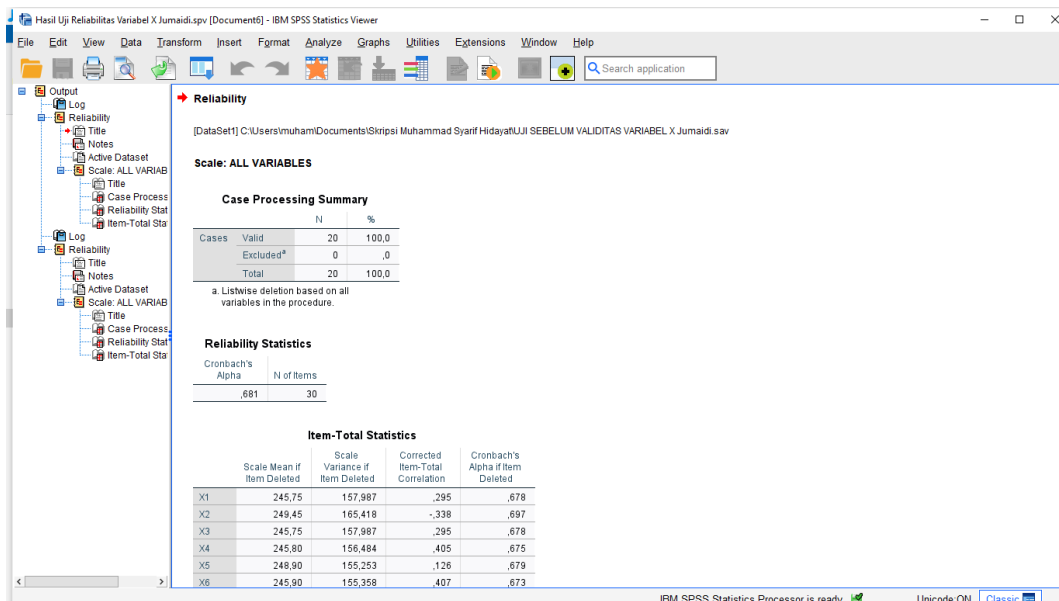 Hasil Uji Reliabilitas Variabel X Jumaidi.spv [Document6] - IBM SPSS Statistics Viewer
File Edit View Data Transform Insert Format Analyze Graphs Utilities Extensions Window Help
Search application
Output
Log
Reliability
Title
Notes
Active Dataset
Scale: ALL VARIAB
Title
Case Process
Reliability Stat
Item-Total Sta
Log
Reliability
Title
Notes
Active Dataset
Scale: ALL VARIAB
Title
Case Process
Reliability Stat
Item-Total Sta
Reliability
[DataSet1] C:\Users\muham\Documents\Skripsi Muhammad Syarif Hidayat\UJI SEBELUM VALIDITAS VARIABEL X Jumaidi.sav
Scale: ALL VARIABLES
Case Processing Summary
N %
Cases Valid 20 100,0
Excludedª 0 ,0
Total 20 100,0
a. Listwise deletion based on all
variables in the procedure.
Reliability Statistics
Cronbach's
Alpha N of Items
,681 30
Item-Total Statistics
Scale Mean if
Item Deleted
Scale
Variance if
Item Deleted
Corrected
Item-Total
Correlation
Cronbach's
Alpha if Item
Deleted
X1 245,75 157,987 ,295 ,678
X2 249,45 165,418 -,338 ,697
X3 245,75 157,987 ,295 ,678
X4 245,80 156,484 ,405 ,675
X5 248,90 155,253 ,126 ,679
X6 245,90 155,358 ,407 ,673
IBM SPSS Statistics Processor is ready Unicode:ON Classic